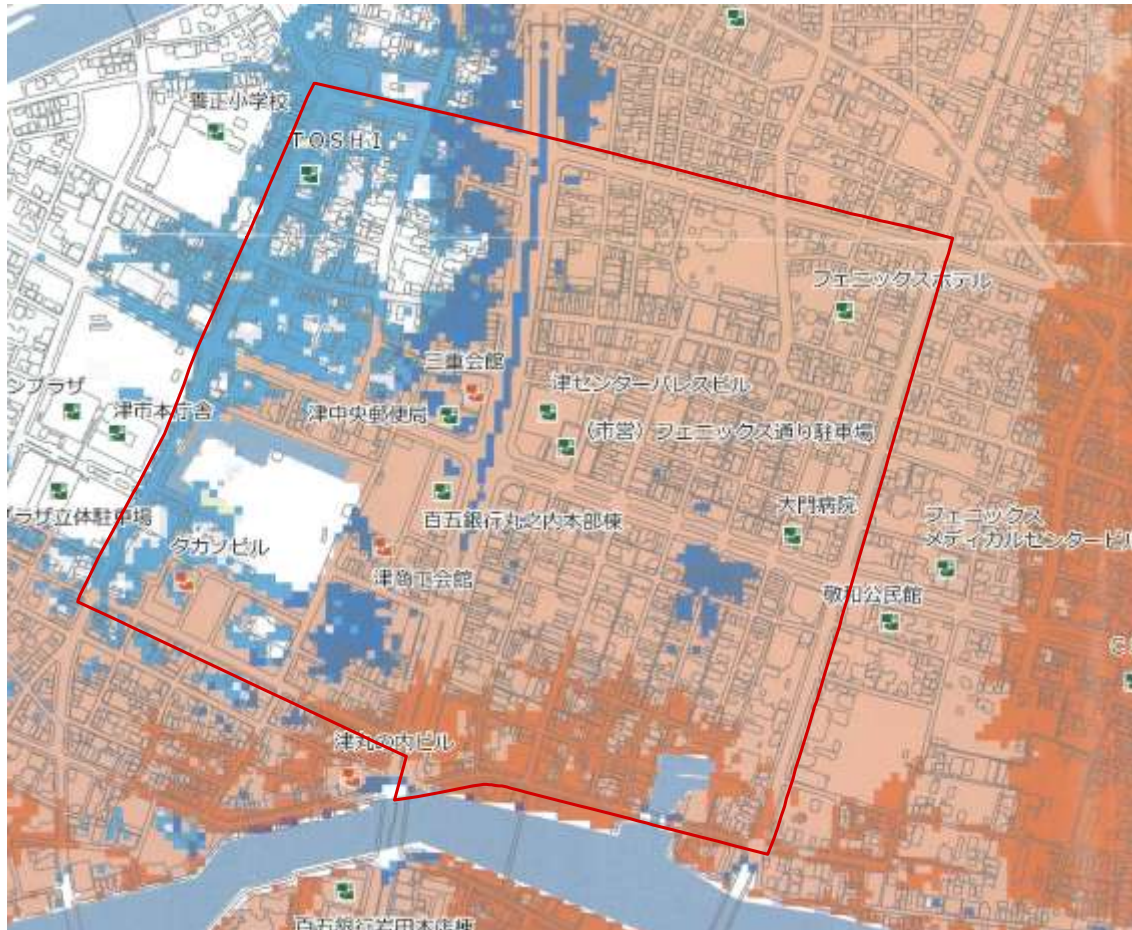 養正小学校
TOSHI
フェニックスホテル
三重会館
ンプラザ
津市本庁舎
津中央郵便局
津センターパレスビル
(市営)フェニックス通り駐車場
プラザ立体駐車場
タカノビル
百五銀行丸之内本部棟
大門病院
フェニックス
メディカルセンタービル
津商工会館
敬和公民館
津丸の内ビル
百五銀行岩田本店棟